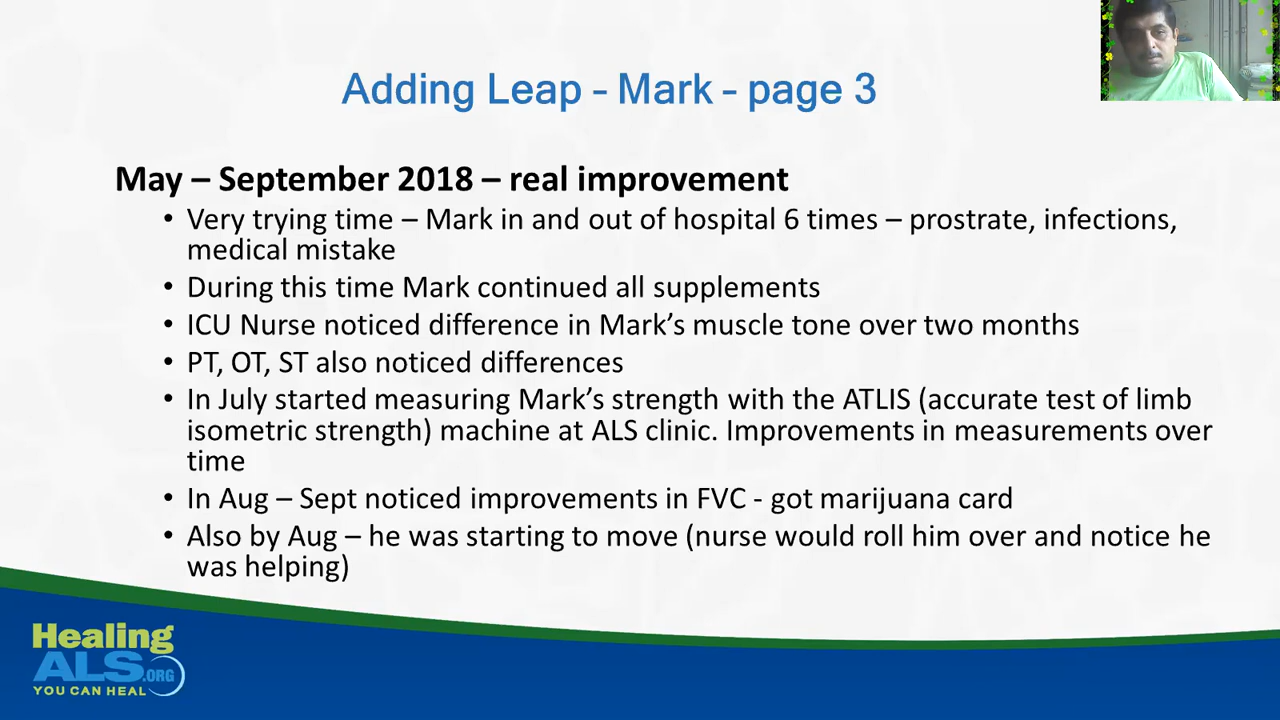 Adding Leap - Mark - page 3
May – September 2018 – real improvement
• Very trying time – Mark in and out of hospital 6 times – prostrate, infections,
medical mistake
• During this time Mark continued all supplements
• ICU Nurse noticed difference in Mark's muscle tone over two months
• PT, OT, ST also noticed differences
• In July started measuring Mark's strength with the ATLIS (accurate test of limb
isometric strength) machine at ALS clinic. Improvements in measurements over
time
• In Aug – Sept noticed improvements in FVC - got marijuana card
• Also by Aug – he was starting to move (nurse would roll him over and notice he
was helping)
Healing
ALS.ORG
YOU CAN HEAL